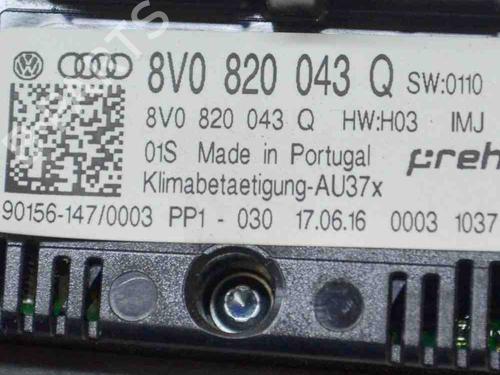 8V0 820 043 Q SW:0110
8V0 820 043 Q HW:H03 IMJ
01S Made in Portugal preh
Klimabetaetigung-AU37x
90156-147/0003 PP1 - 030 17.06.16 0003 1037